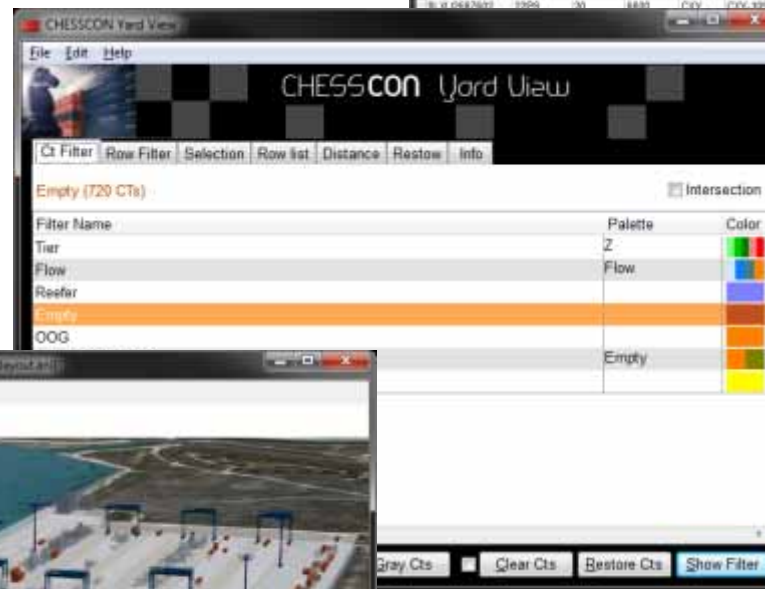 CHESSCON Yard View
File Edit Help
CHESSCON Yard View
Ct Filter Row Filter Selection Row list Distance Restow Info
Empty (720 CTs) Intersection
Filter Name Palette Color
Tier Z
Flow Flow
Reefer
Empty
OOG
Empty
Gray Cts Clear Cts Restore Cts Show Filter